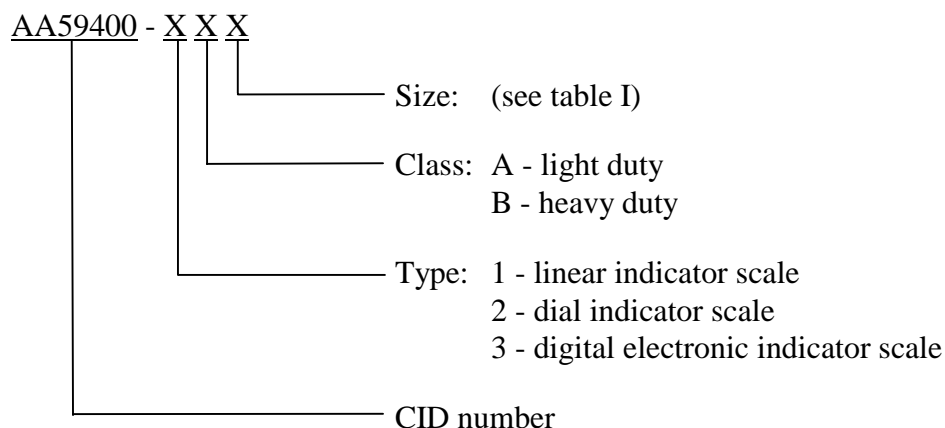 AA59400 - X X X
Size: (see table I)
Class: A - light duty
B - heavy duty
Type: 1 - linear indicator scale
2 - dial indicator scale
3 - digital electronic indicator scale
CID number